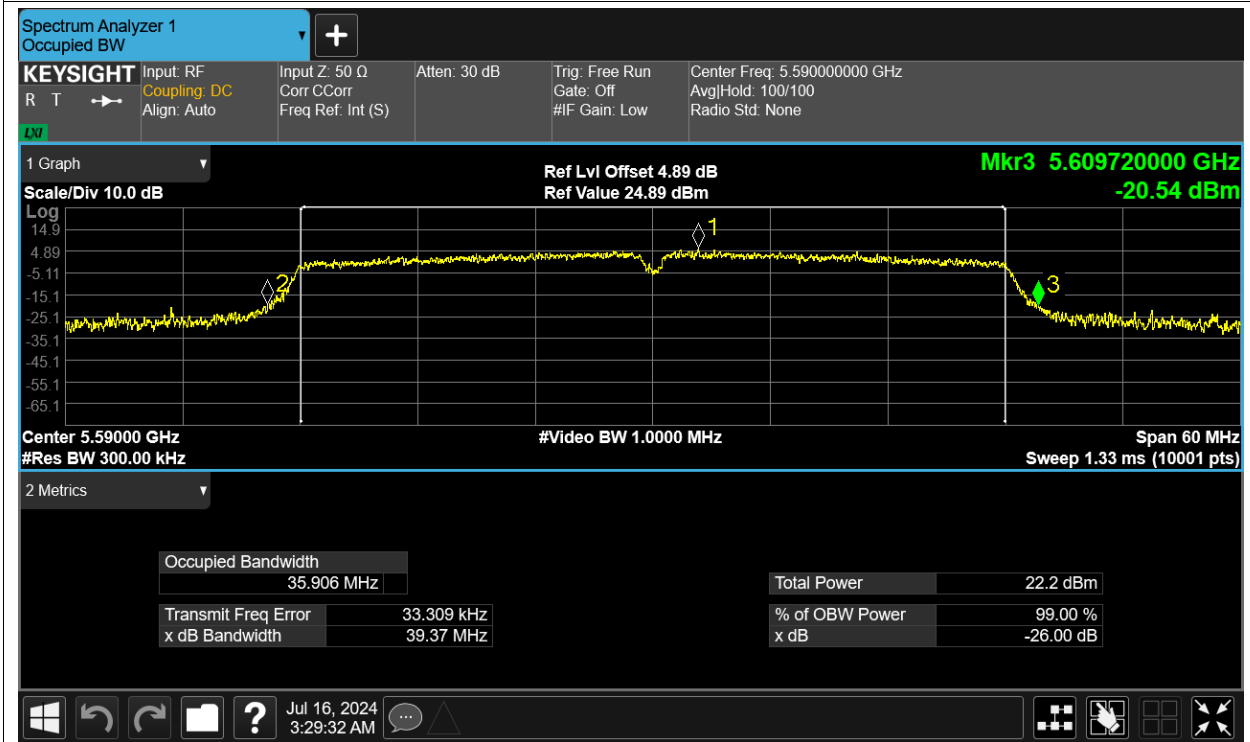 Spectrum Analyzer 1
Occupied BW
KEYSIGHT
R T
LXI
Input: RF
Coupling: DC
Align: Auto
Input Z: 50 Ω
Corr CCorr
Freq Ref: Int (S)
Atten: 30 dB
Trig: Free Run
Gate: Off
#IF Gain: Low
Center Freq: 5.590000000 GHz
Avg|Hold: 100/100
Radio Std: None
1 Graph
Scale/Div 10.0 dB
Ref Lvl Offset 4.89 dB
Ref Value 24.89 dBm
Mkr3 5.609720000 GHz
-20.54 dBm
Log
14.9
4.89
-5.11
-15.1
-25.1
-35.1
-45.1
-55.1
-65.1
1
2
3
Center 5.59000 GHz
#Video BW 1.0000 MHz
Span 60 MHz
#Res BW 300.00 kHz
Sweep 1.33 ms (10001 pts)
2 Metrics
Occupied Bandwidth
35.906 MHz
Transmit Freq Error 33.309 kHz
x dB Bandwidth 39.37 MHz
Total Power 22.2 dBm
% of OBW Power 99.00 %
x dB -26.00 dB
?
Jul 16, 2024
3:29:32 AM